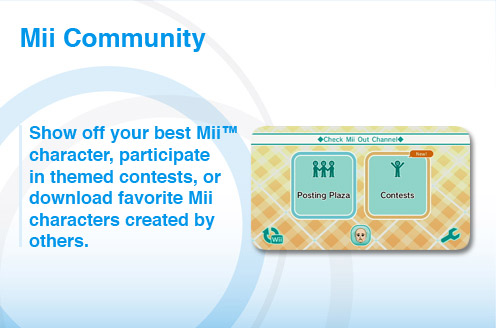 Mii Community
Show off your best Mii™
character, participate
in themed contests, or
download favorite Mii
characters created by
others.
◆Check Mii Out Channel◆
New!
Posting Plaza
Contests
Wii